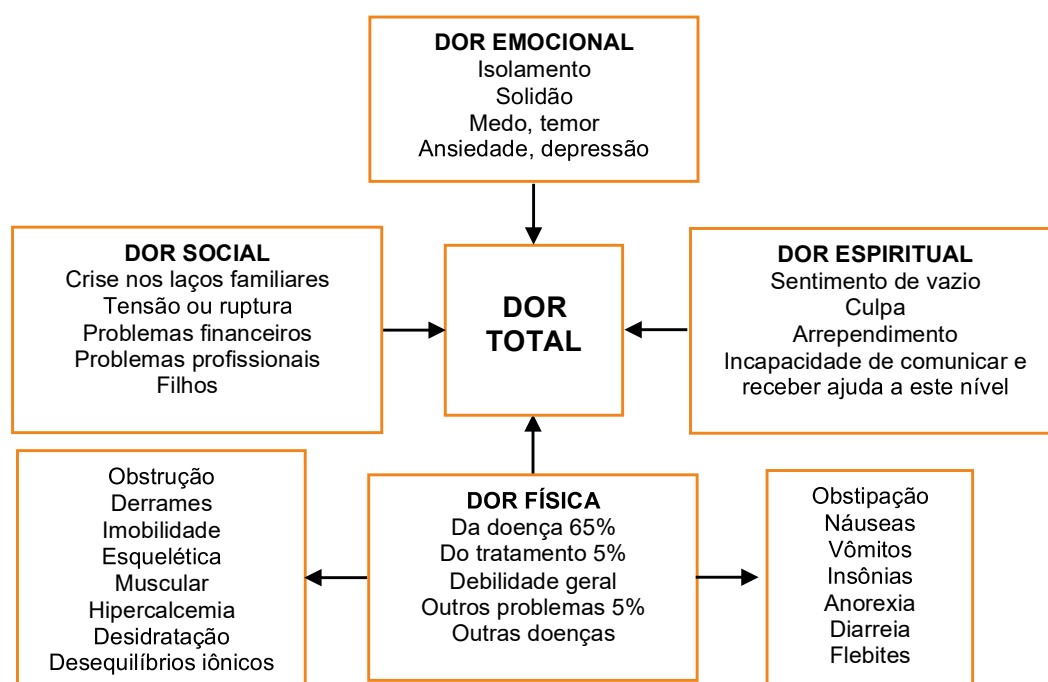 DOR EMOCIONAL
Isolamento
Solidão
Medo, temor
Ansiedade, depressão
DOR SOCIAL
Crise nos laços familiares
Tensão ou ruptura
Problemas financeiros
Problemas profissionais
Filhos
DOR
TOTAL
DOR ESPIRITUAL
Sentimento de vazio
Culpa
Arrependimento
Incapacidade de comunicar e
receber ajuda a este nível
Obstrução
Derrames
Imobilidade
Esquelética
Muscular
Hipercalcemia
Desidratação
Desequilíbrios iônicos
DOR FÍSICA
Da doença 65%
Do tratamento 5%
Debilidade geral
Outros problemas 5%
Outras doenças
Obstipação
Náuseas
Vômitos
Insônias
Anorexia
Diarreia
Flebites